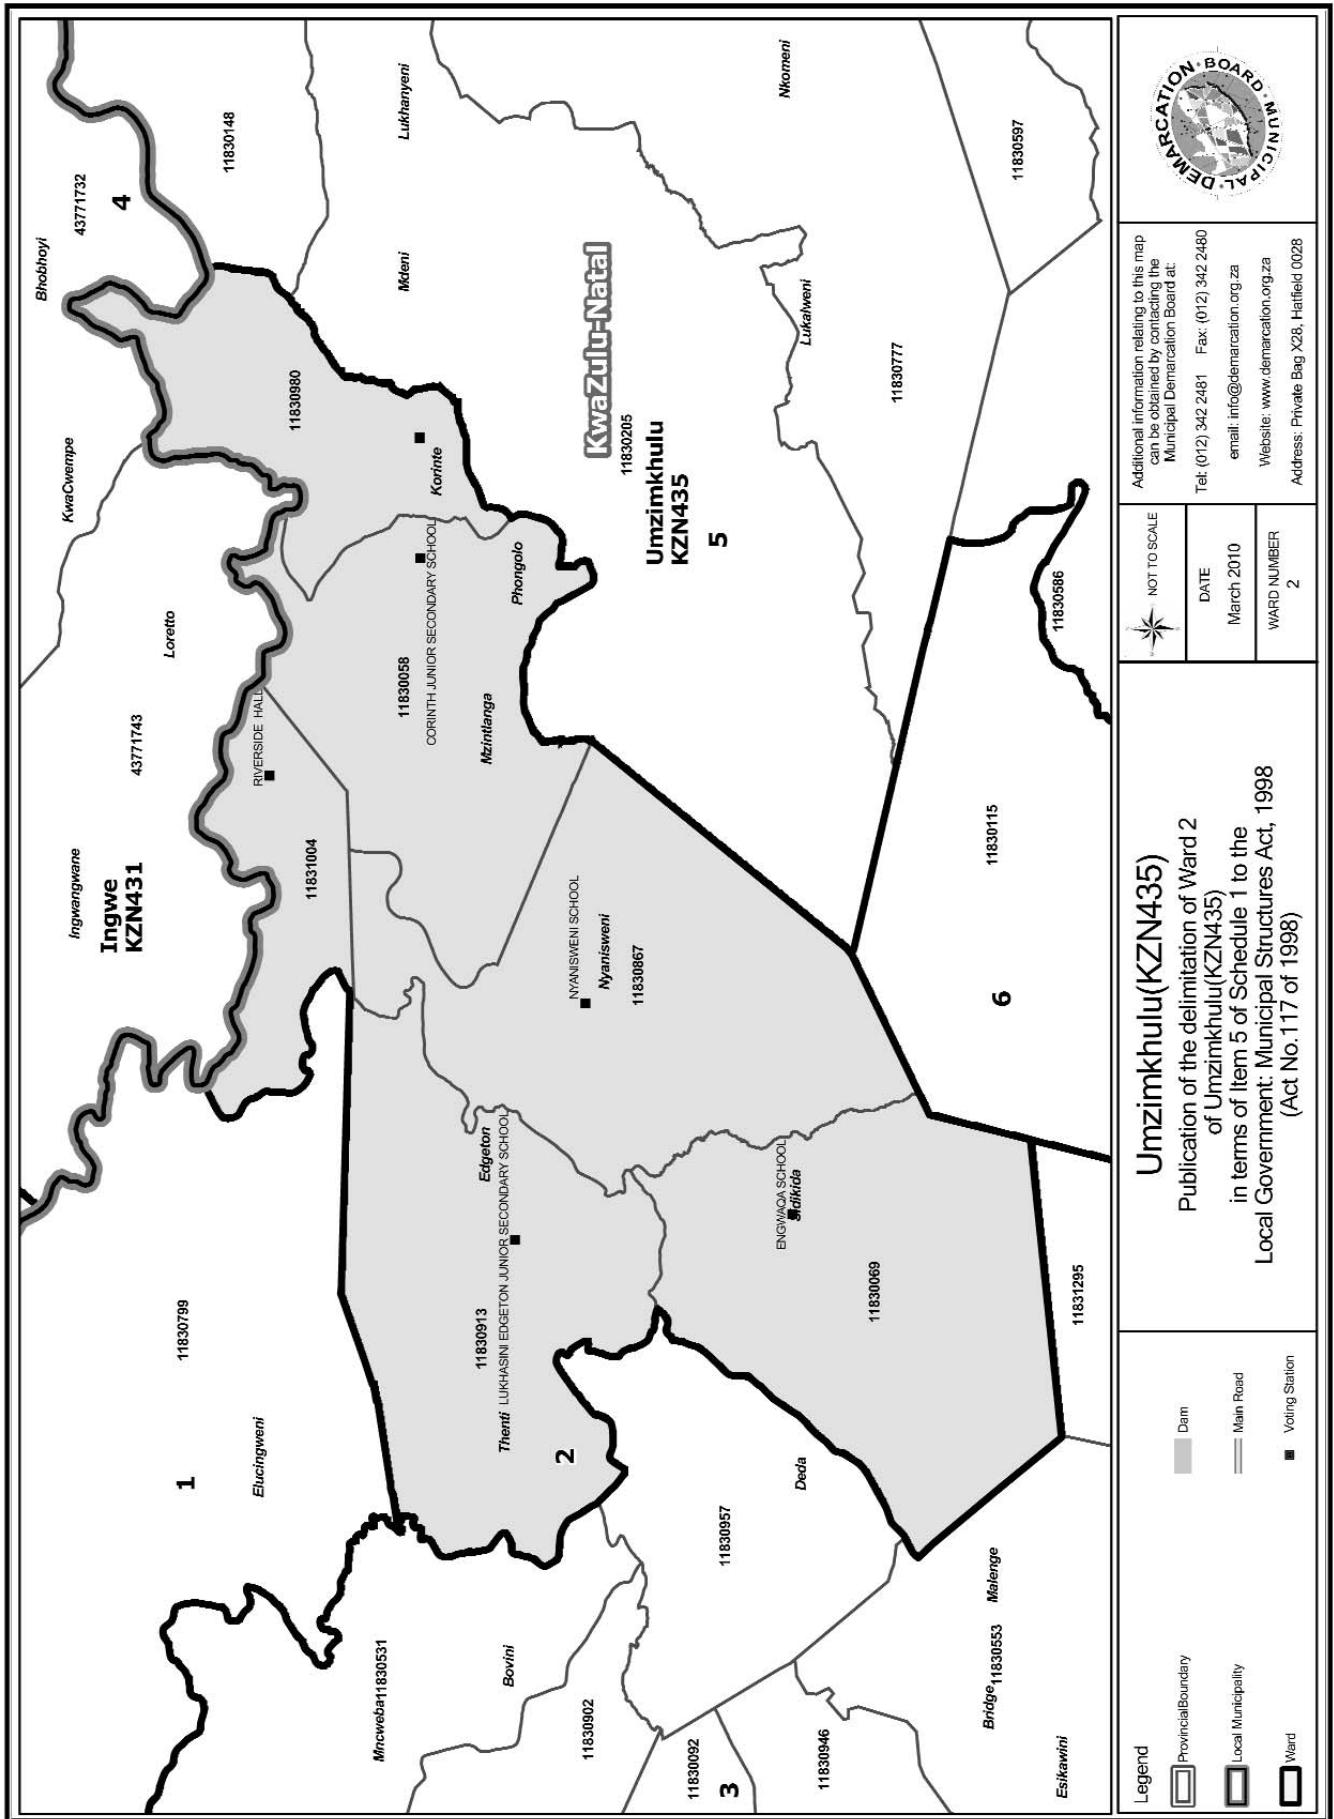 Bhobhoyi
43771732
4
11830148
KwaCwempe
Lukhanyeni
Loretto
43771743
Ingwangwane
Ingwe
KZN431
11830980
Mdeni
Nkomeni
KwaZulu-Natal
11830205
Umzimkhulu
KZN435
5
Korinte
CORINTH JUNIOR SECONDARY SCHOOL
11830058
Phongolo
Mzintlanga
RIVERSIDE HALL
11831004
Lukalweni
11830777
11830597
11830586
11830115
6
NYANISWENI SCHOOL
Nyanisweni
11830867
1
11830799
Elucingweni
Edgeton
LUKHASINI EDGETON JUNIOR SECONDARY SCHOOL
11830913
Thenti
2
ENGWAQA SCHOOL
Sidikida
11830069
11831295
Deda
11830957
Mncweba11830531
Bovini
11830902
11830092
3
11830946
Bridge11830553
Malenge
Esikawini
Legend
ProvincialBoundary
Local Municipality
Ward
Dam
Main Road
Voting Station
Umzimkhulu(KZN435)
Publication of the delimitation of Ward 2
of Umzimkhulu(KZN435)
in terms of Item 5 of Schedule 1 to the
Local Government: Municipal Structures Act, 1998
(Act No.117 of 1998)
NOT TO SCALE
DATE
March 2010
WARD NUMBER
2
Additional information relating to this map
can be obtained by contacting the
Municipal Demarcation Board at:
Tel: (012) 342 2481 Fax: (012) 342 2480
email: info@demarcation.org.za
Website: www.demarcation.org.za
Address: Private Bag X28, Hatfield 0028
MUNICIPAL • DEMARCATION • BOARD •